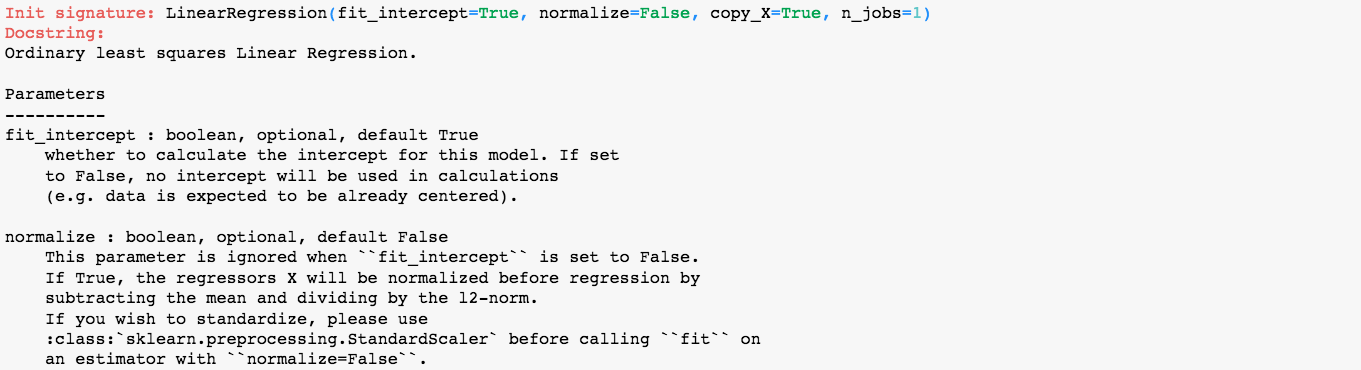 Init signature: LinearRegression(fit_intercept=True, normalize=False, copy_X=True, n_jobs=1)
Docstring:
Ordinary least squares Linear Regression.
Parameters
----------
fit_intercept : boolean, optional, default True
whether to calculate the intercept for this model. If set
to False, no intercept will be used in calculations
(e.g. data is expected to be already centered).
normalize : boolean, optional, default False
This parameter is ignored when ``fit_intercept`` is set to False.
If True, the regressors X will be normalized before regression by
subtracting the mean and dividing by the l2-norm.
If you wish to standardize, please use
:class:`sklearn.preprocessing.StandardScaler` before calling ``fit`` on
an estimator with ``normalize=False``.